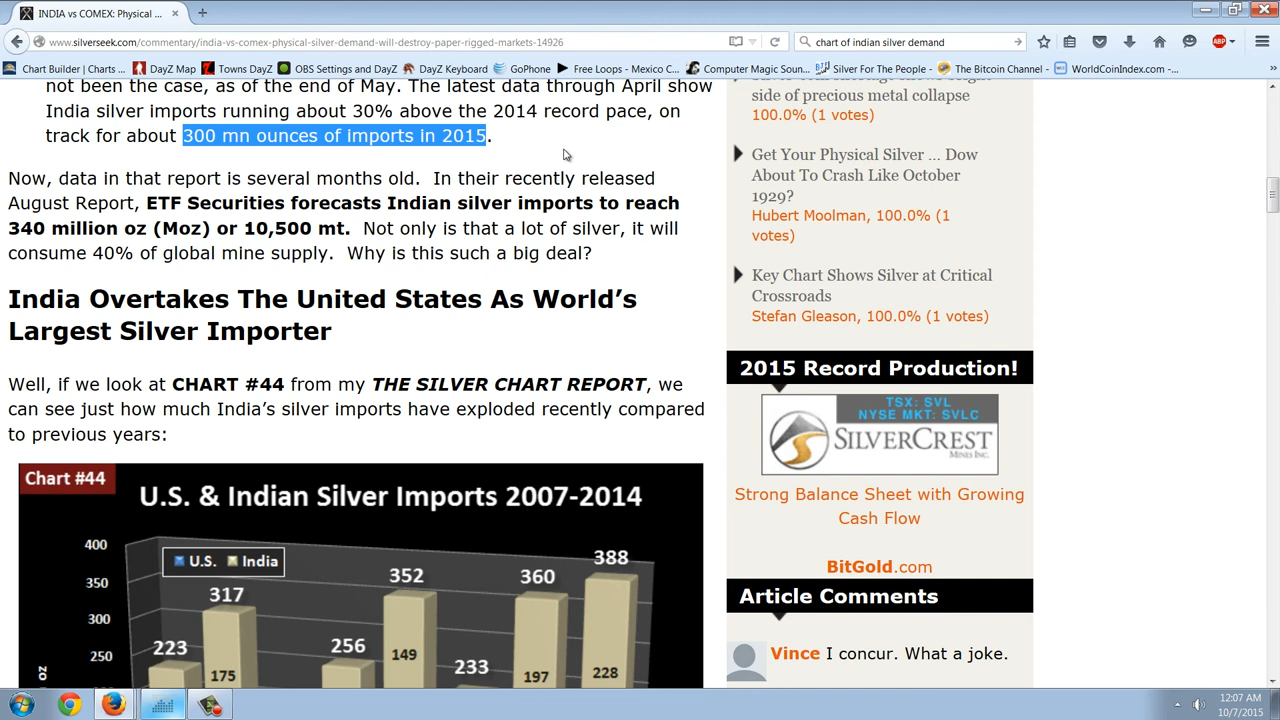 INDIA vs COMEX: Physical ...
www.silverseek.com/commentary/india-vs-comex-physical-silver-demand-will-destroy-paper-rigged-markets-14926
chart of indian silver demand
ABP
Chart Builder | Charts ...
DayZ Map
Towns DayZ
OBS Settings and DayZ
DayZ Keyboard
GoPhone
Free Loops - Mexico C...
Computer Magic Soun...
Silver For The People - ...
The Bitcoin Channel
WorldCoinIndex.com - ...
not been the case, as of the end of May. The latest data through April show
India silver imports running about 30% above the 2014 record pace, on
track for about 300 mn ounces of imports in 2015.
Now, data in that report is several months old. In their recently released
August Report, ETF Securities forecasts Indian silver imports to reach
340 million oz (Moz) or 10,500 mt. Not only is that a lot of silver, it will
consume 40% of global mine supply. Why is this such a big deal?
India Overtakes The United States As World's
Largest Silver Importer
Well, if we look at CHART #44 from my THE SILVER CHART REPORT, we
can see just how much India's silver imports have exploded recently compared
to previous years:
Chart #44
U.S. & Indian Silver Imports 2007-2014
U.S. India
400
350
300
250
oz
223
317
175
256
352
149
233
360
197
388
228
side of precious metal collapse
100.0% (1 votes)
Get Your Physical Silver ... Dow
About To Crash Like October
1929?
Hubert Moolman, 100.0% (1
votes)
Key Chart Shows Silver at Critical
Crossroads
Stefan Gleason, 100.0% (1 votes)
2015 Record Production!
TSX: SVL
NYSE MKT: SVLC
SILVERCREST
MINES INC.
Strong Balance Sheet with Growing
Cash Flow
BitGold.com
Article Comments
Vince I concur. What a joke.
12:07 AM
10/7/2015